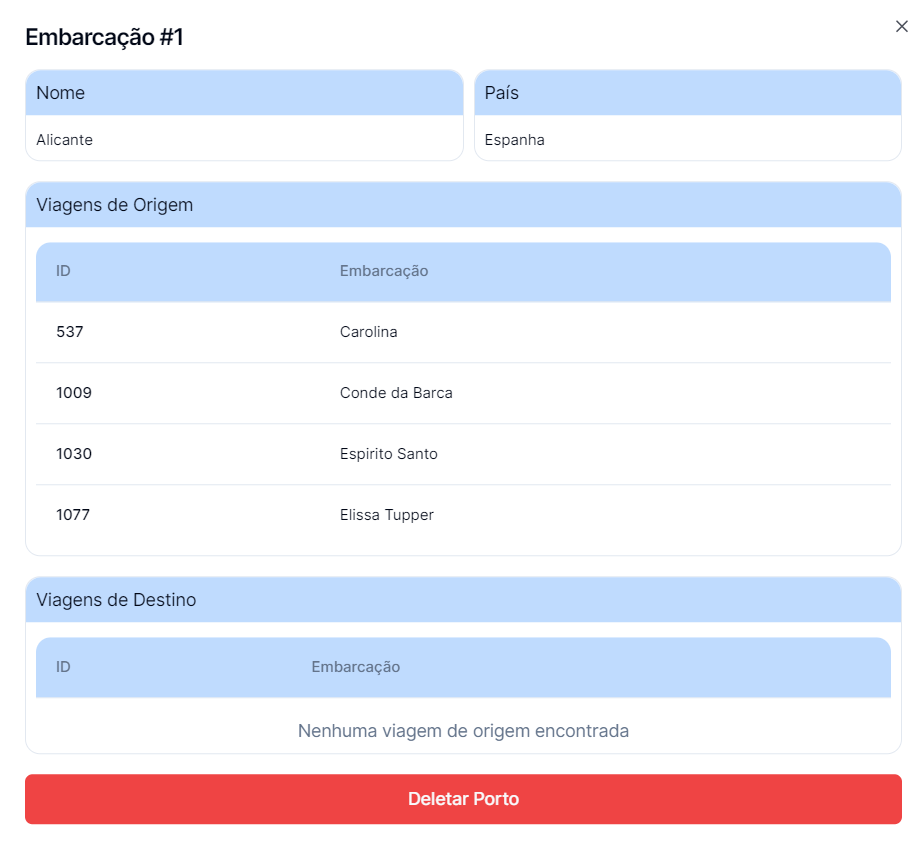 Embarcação #1
Nome
País
Alicante
Espanha
Viagens de Origem
ID Embarcação
537 Carolina
1009 Conde da Barca
1030 Espirito Santo
1077 Elissa Tupper
Viagens de Destino
ID Embarcação
Nenhuma viagem de origem encontrada
Deletar Porto